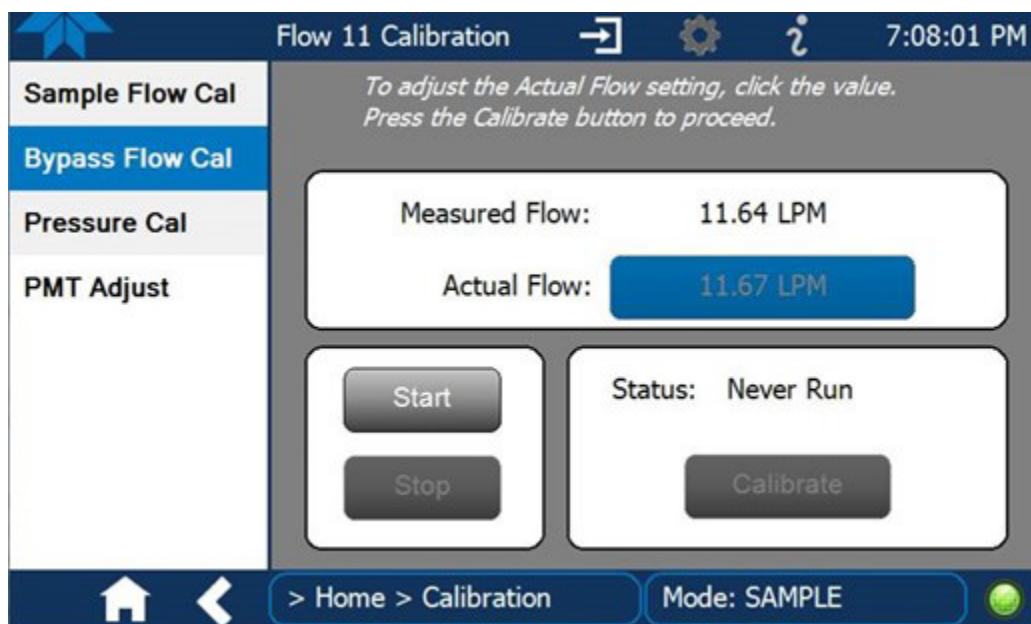 Flow 11 Calibration 7:08:01 PM
Sample Flow Cal
Bypass Flow Cal
Pressure Cal
PMT Adjust
To adjust the Actual Flow setting, click the value.
Press the Calibrate button to proceed.
Measured Flow: 11.64 LPM
Actual Flow: 11.67 LPM
Start
Stop
Status: Never Run
Calibrate
> Home > Calibration
Mode: SAMPLE